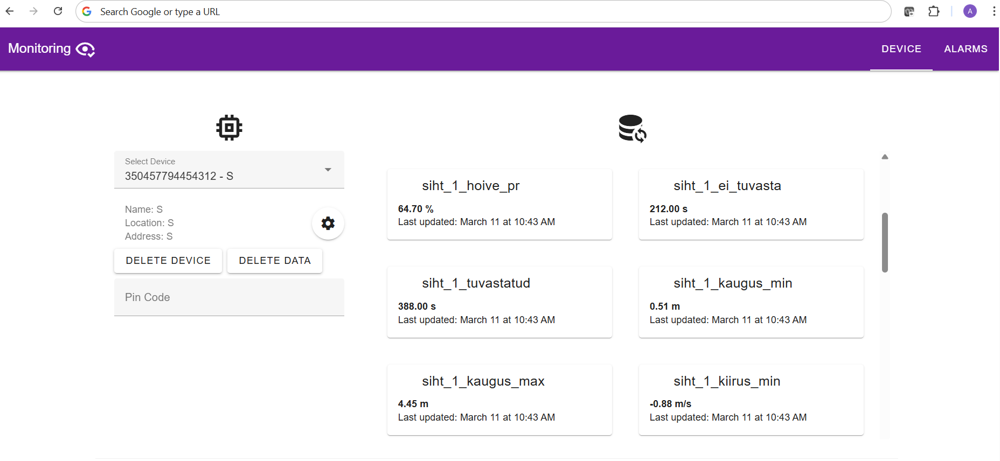 Search Google or type a URL
A
Monitoring
DEVICE
ALARMS
Select Device
350457794454312 - S
Name: S
Location: S
Address: S
DELETE DEVICE
DELETE DATA
Pin Code
siht_1_hoive_pr
64.70 %
Last updated: March 11 at 10:43 AM
siht_1_ei_tuvasta
212.00 s
Last updated: March 11 at 10:43 AM
siht_1_tuvastatud
388.00 s
Last updated: March 11 at 10:43 AM
siht_1_kaugus_min
0.51 m
Last updated: March 11 at 10:43 AM
siht_1_kaugus_max
4.45 m
Last updated: March 11 at 10:43 AM
siht_1_kiirus_min
-0.88 m/s
Last updated: March 11 at 10:43 AM